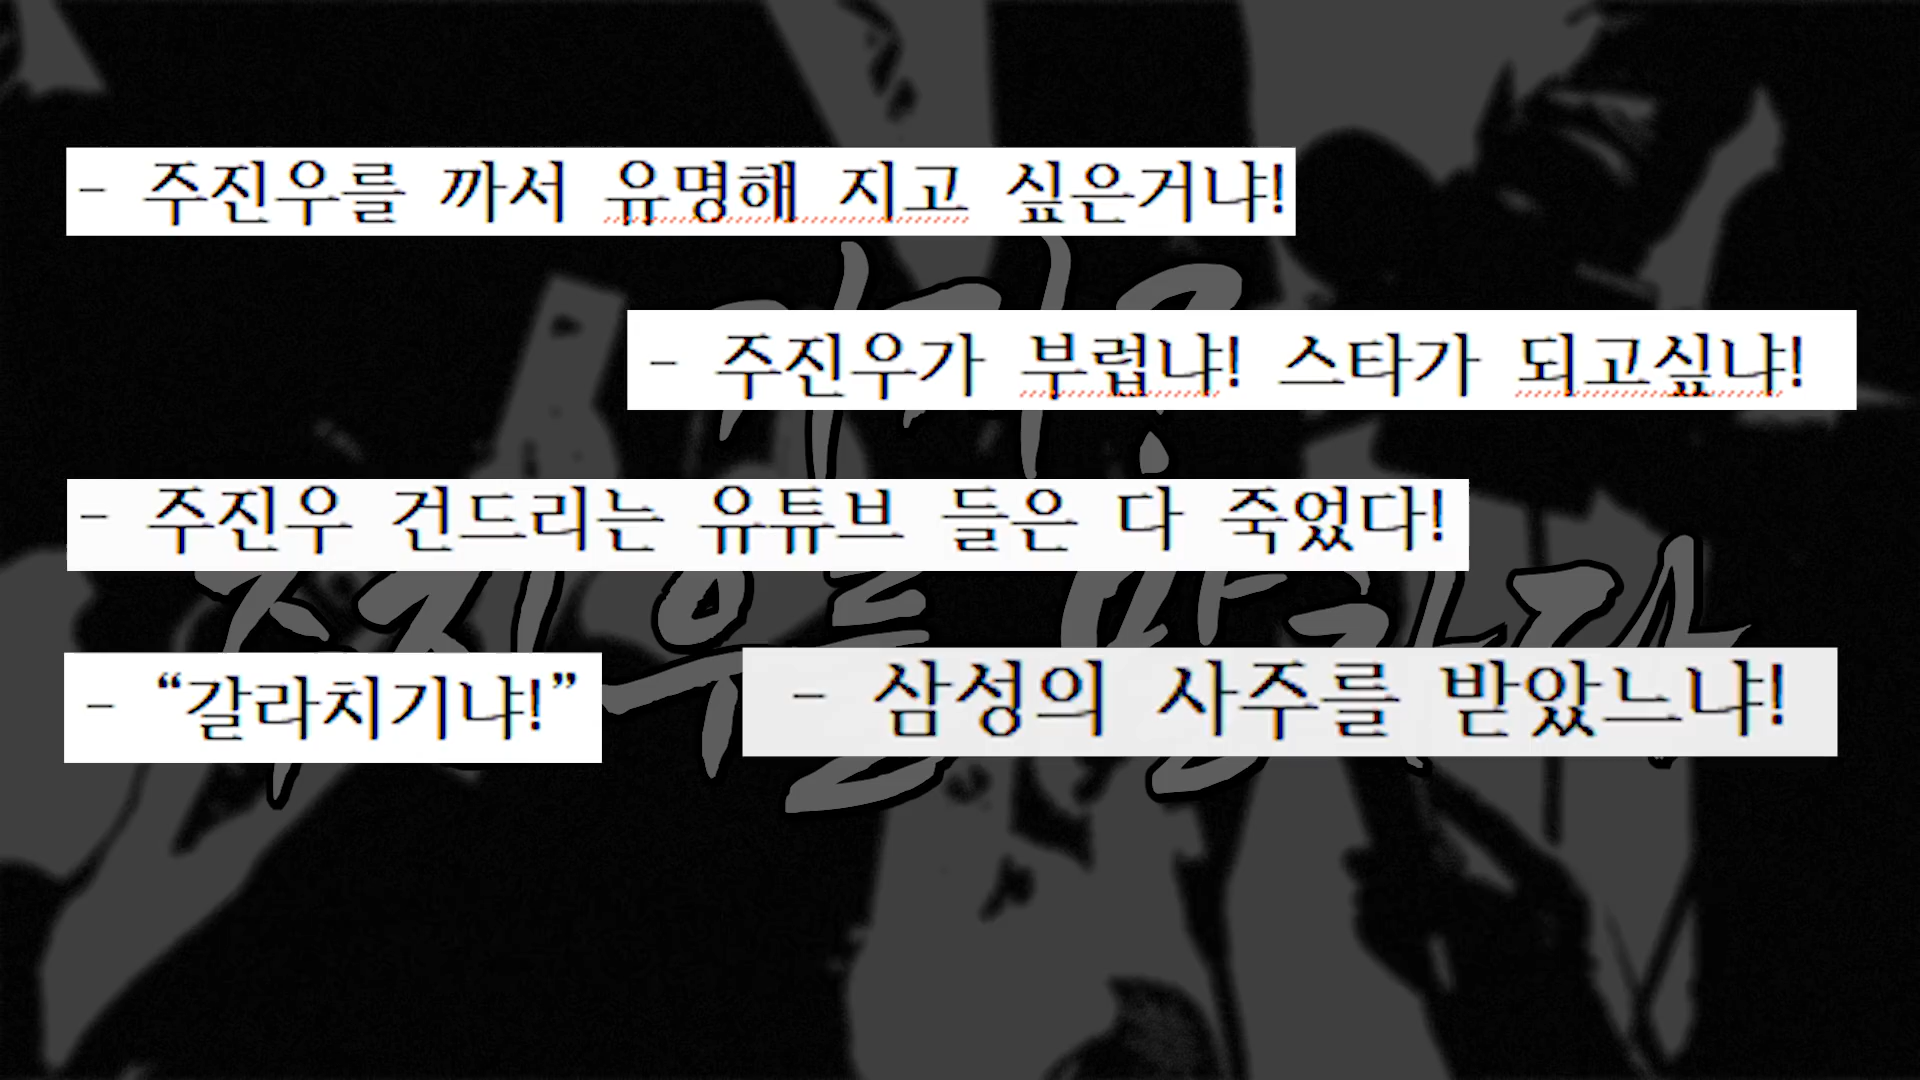 - 주진우를 까서 유명해 지고 싶은거냐!
- 주진우가 부럽냐! 스타가 되고싶냐!
- 주진우 건드리는 유튜브 들은 다 죽었다!
- “갈라치기냐!”
- 삼성의 사주를 받았느냐!